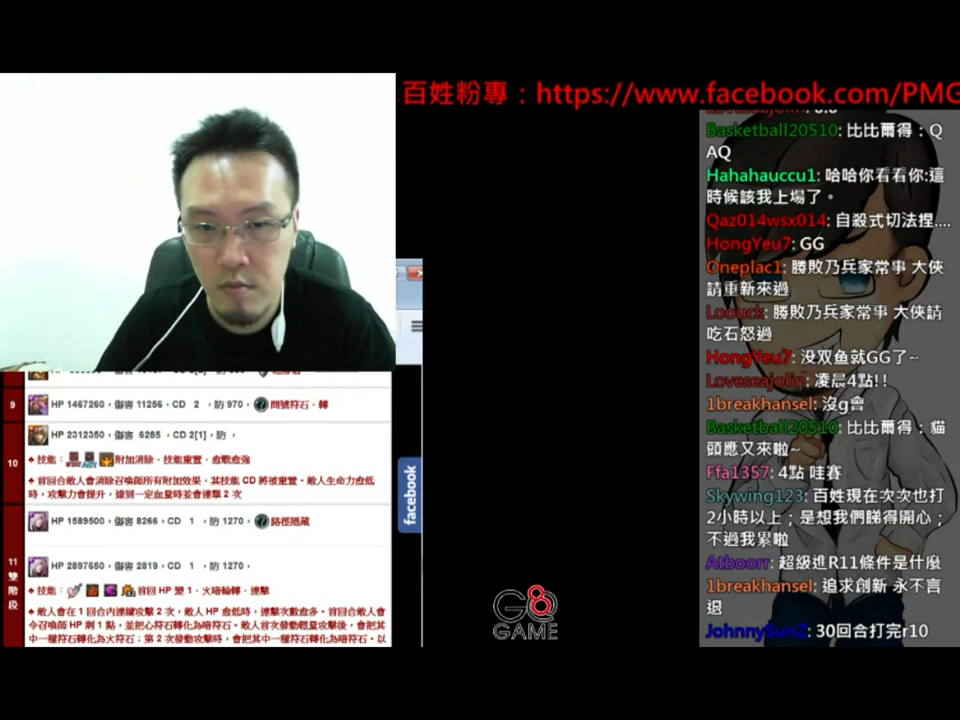 百姓粉專：https://www.facebook.com/PMG
Basketball20510: 比比爾得：Q
AQ
Hahahauccu1: 哈哈你看看你:這
時候該我上場了。
Qaz014wsx014: 自殺式切法捏....
HongYeu7: GG
Oneplac1: 勝敗乃兵家常事 大俠
請重新來過
Loouck: 勝敗乃兵家常事 大俠請
吃石怒過
HongYeu7: 没双鱼就GG了~
Loveseajolin: 凌晨4點!!
1breakhansel: 沒g會
Basketball20510: 比比爾得：貓
頭應又來啦~
Ffa1357: 4點 哇賽
Skywing123: 百姓現在次次也打
2小時以上；是想我們睇得開心；
不過我累啦
Atboorr: 超級進R11條件是什麼
1breakhansel: 追求創新 永不言
退
JohnnySunZ: 30回合打完r10
9
HP 1467260，傷害 11256，CD 2 ，防 970，問號符石‧轉
10
HP 2312350，傷害 6285，CD 2[1]，防 ，
♠ 技能：附加消除‧技能重置‧愈戰愈強
♠ 首回合敵人會消除召喚師所有附加效果，其技能 CD 將被重置。敵人生命力愈低
時，攻擊力會提升，達到一定血量時並會連擊 2 次
HP 1589500，傷害 8266，CD 1 ，防 1270，路徑隱藏
11
雙
階
段
HP 2897650，傷害 2819，CD 1 ，防 1270，
♠ 技能：首回 HP 變 1‧火暗輪轉‧連擊
♠ 敵人會在 1 回合內連續攻擊 2 次，敵人 HP 愈低時，連擊次數愈多。首回合敵人會
令召喚師 HP 剩 1 點，並把心符石轉化為暗符石。敵人首次發動輕量攻擊後，會把其
中一種符石轉化為火符石；第 2 次發動攻擊時，會把其中一種符石轉化為暗符石。以
facebook
G8
GAME